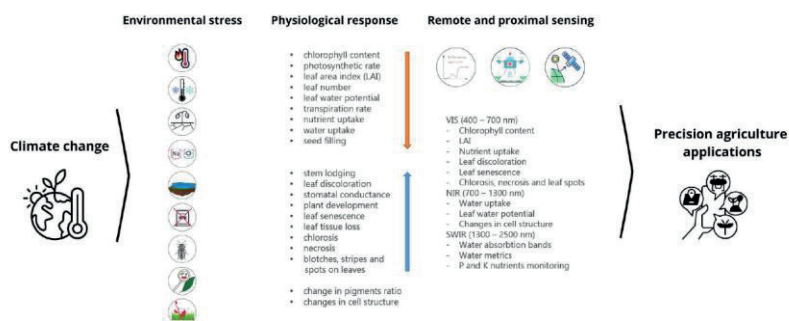 Environmental stress
Physiological response
Remote and proximal sensing
Climate change
chlorophyll content
photosynthetic rate
leaf area index (LAI)
leaf number
leaf water potential
transpiration rate
nutrient uptake
water uptake
seed filling
stem lodging
leaf discoloration
stomatal conductance
plant development
leaf senescence
leaf tissue loss
chlorosis
necrosis
blotches, stripes and
spots on leaves
change in pigments ratio
changes in cell structure
VIS (400 – 700 nm)
- Chlorophyll content
- LAI
- Nutrient uptake
- Leaf discoloration
- Leaf senescence
- Chlorosis, necrosis and leaf spots
NIR (700 – 1300 nm)
- Water uptake
- Leaf water potential
- Changes in cell structure
SWIR (1300 – 2500 nm)
- Water absorbtion bands
- Water metrics
- P and K nutrients monitoring
Precision agriculture
applications